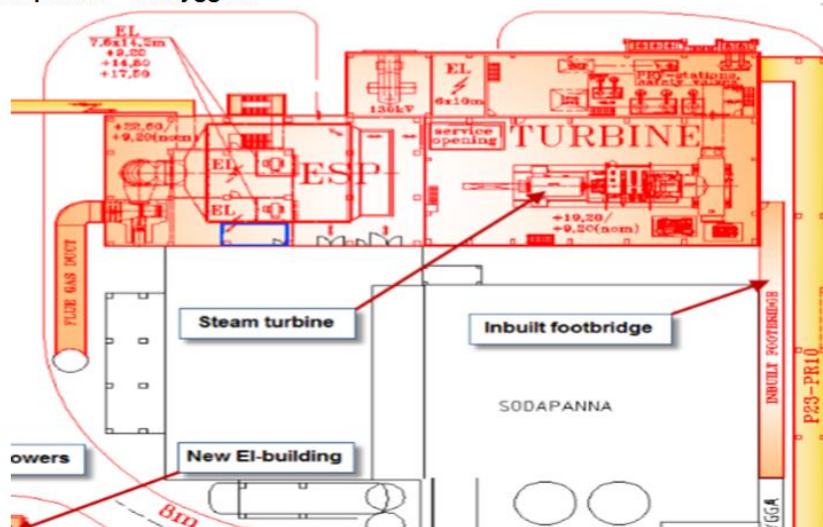 EL
7,6x14,2m
+9,20
+14,80
+17,50
130kV
EL
6x10m
PRV-stations,
safety valves
+22,60/
+9,20(nom)
EL
ESP
EL
service
opening
TURBINE
+19,20/
+9,20(nom)
FLUE GAS DUCT
Steam turbine
Inbuilt footbridge
INBUILT FOOTBRIDGE
P23-PR10
SODAPANNA
owers
New El-building
8m
YGGA